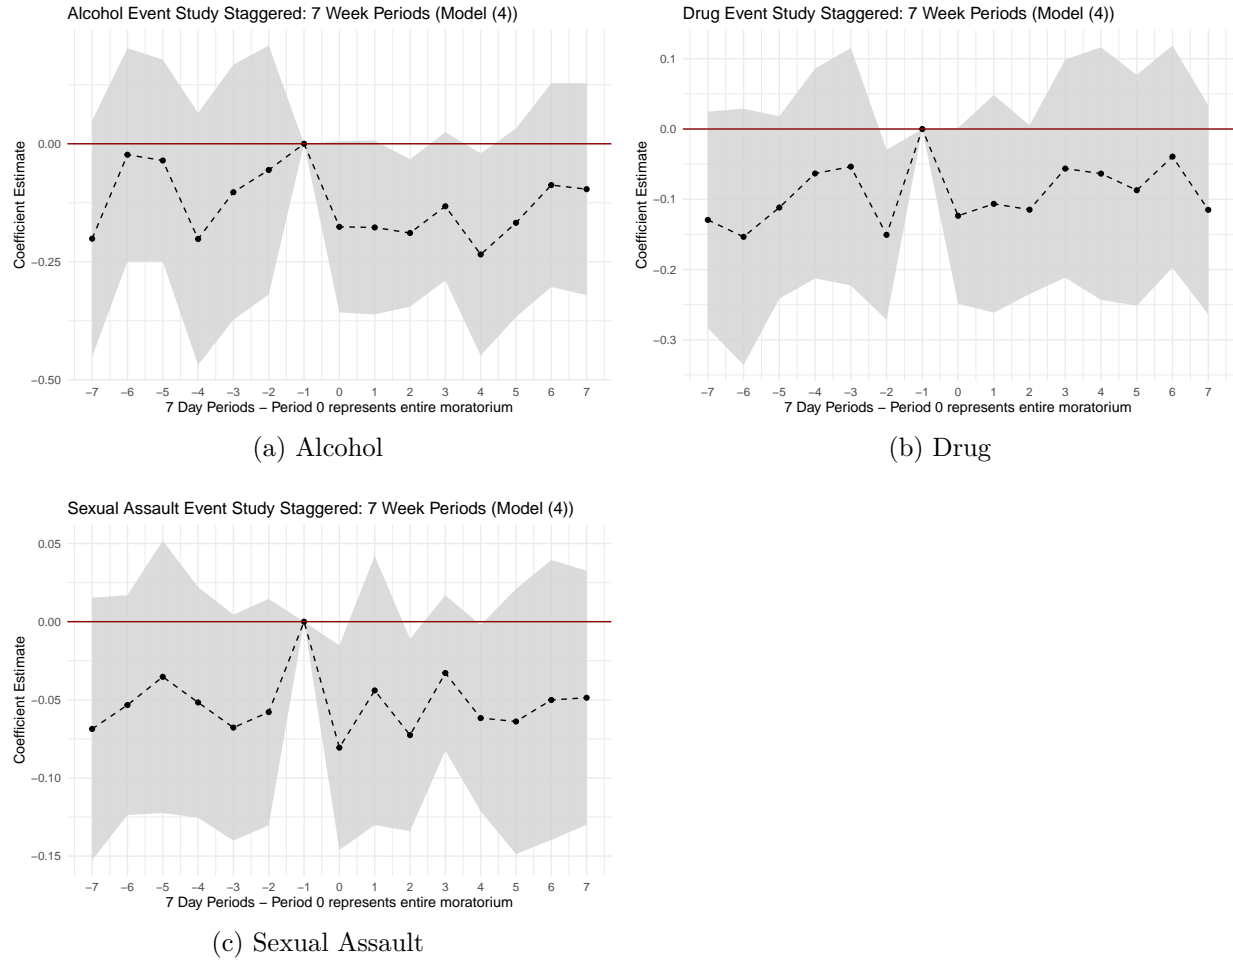 Alcohol Event Study Staggered: 7 Week Periods (Model (4))
Coefficient Estimate
0.00
−0.25
−0.50
−7 −6 −5 −4 −3 −2 −1 0 1 2 3 4 5 6 7
7 Day Periods − Period 0 represents entire moratorium
(a) Alcohol
Drug Event Study Staggered: 7 Week Periods (Model (4))
Coefficient Estimate
0.1
0.0
−0.1
−0.2
−0.3
−7 −6 −5 −4 −3 −2 −1 0 1 2 3 4 5 6 7
7 Day Periods − Period 0 represents entire moratorium
(b) Drug
Sexual Assault Event Study Staggered: 7 Week Periods (Model (4))
Coefficient Estimate
0.05
0.00
−0.05
−0.10
−0.15
−7 −6 −5 −4 −3 −2 −1 0 1 2 3 4 5 6 7
7 Day Periods − Period 0 represents entire moratorium
(c) Sexual Assault